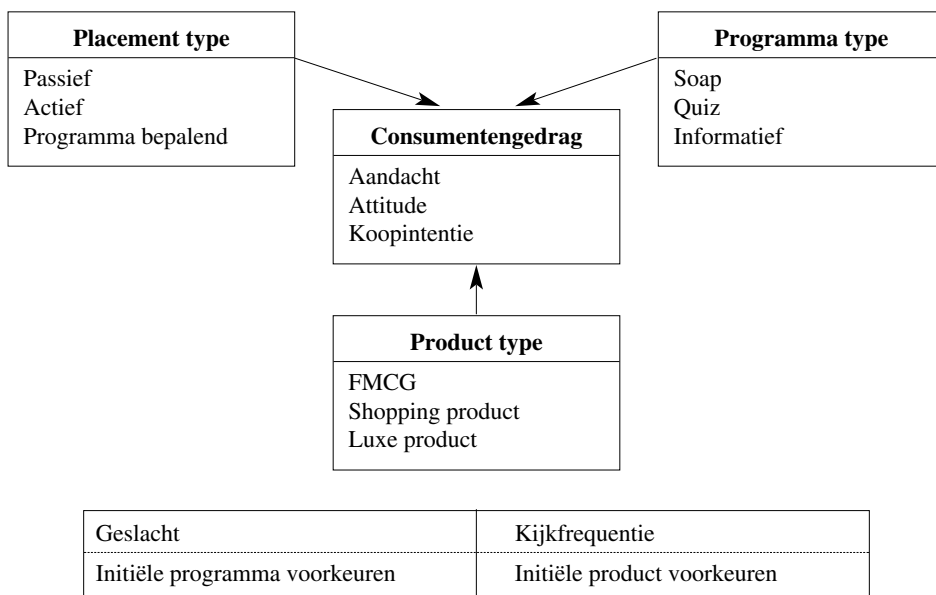 Placement type
Passief
Actief
Programma bepalend
Programma type
Soap
Quiz
Informatief
Consumentengedrag
Aandacht
Attitude
Koopintentie
Product type
FMCG
Shopping product
Luxe product
Geslacht
Kijkfrequentie
Initiële programma voorkeuren
Initiële product voorkeuren